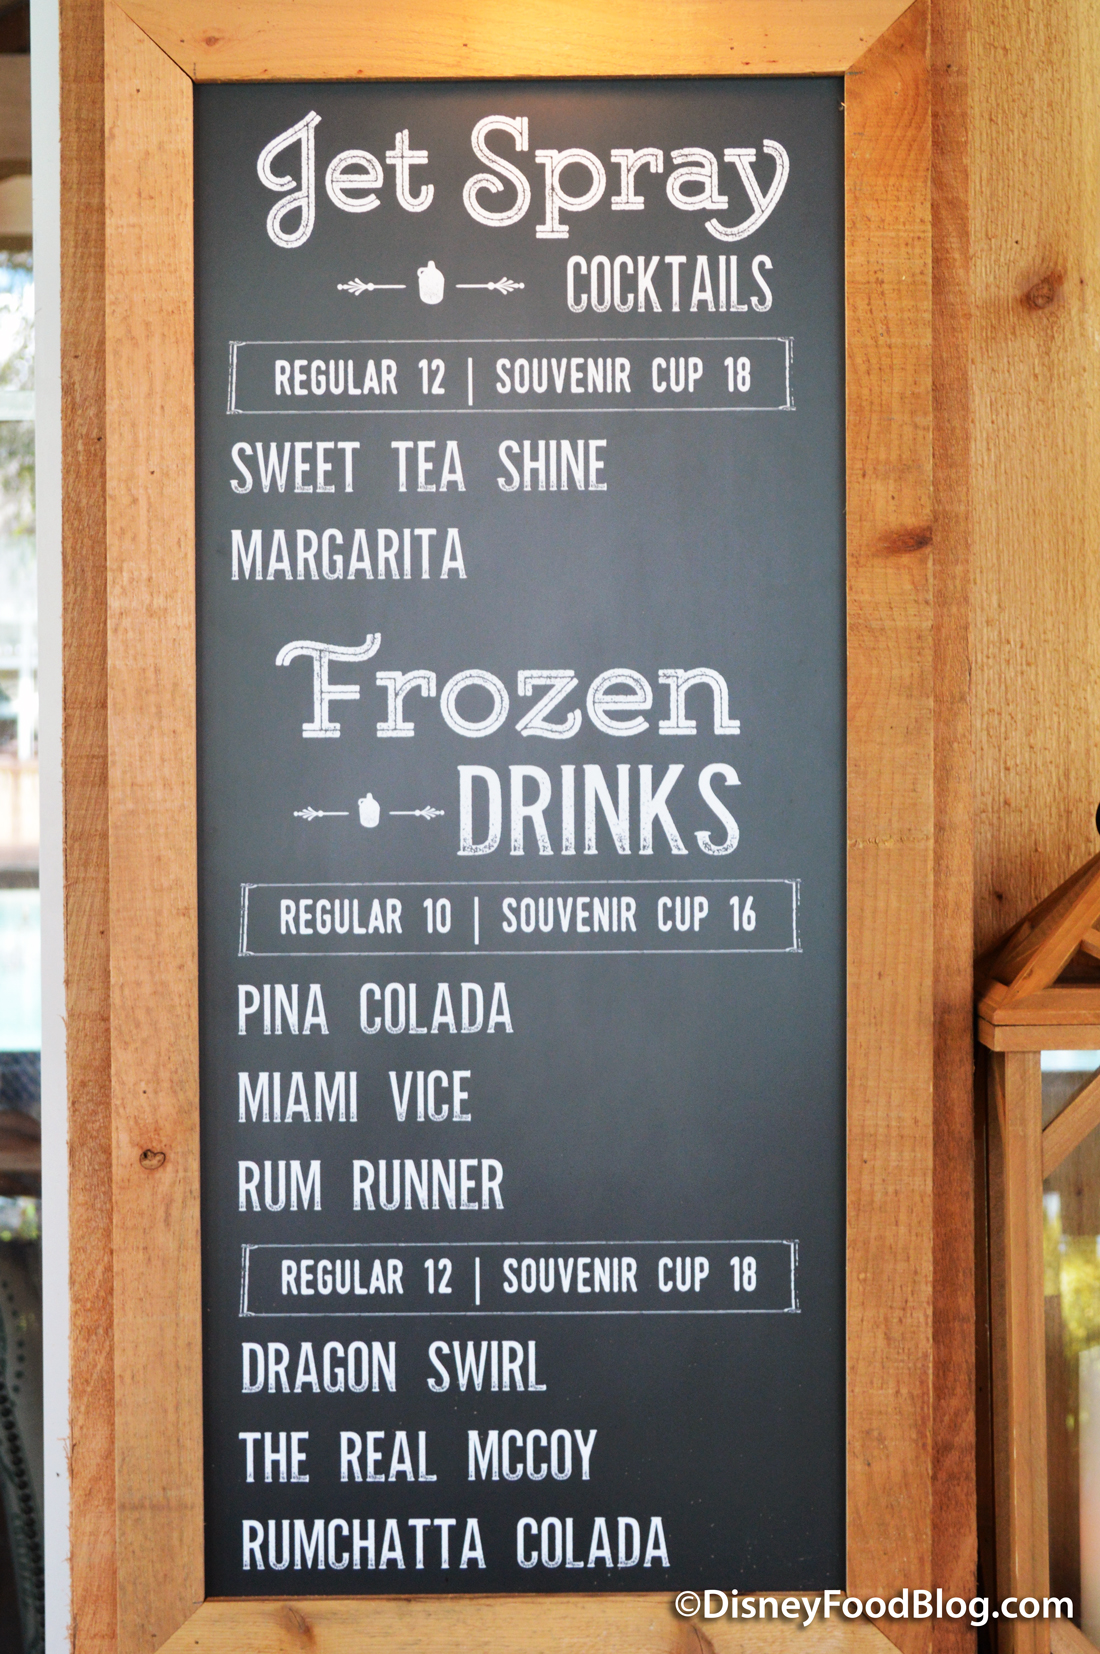 Jet Spray
COCKTAILS
REGULAR 12 | SOUVENIR CUP 18
SWEET TEA SHINE
MARGARITA
Frozen
DRINKS
REGULAR 10 | SOUVENIR CUP 16
PINA COLADA
MIAMI VICE
RUM RUNNER
REGULAR 12 | SOUVENIR CUP 18
DRAGON SWIRL
THE REAL MCCOY
RUMCHATTA COLADA
©DisneyFoodBlog.com